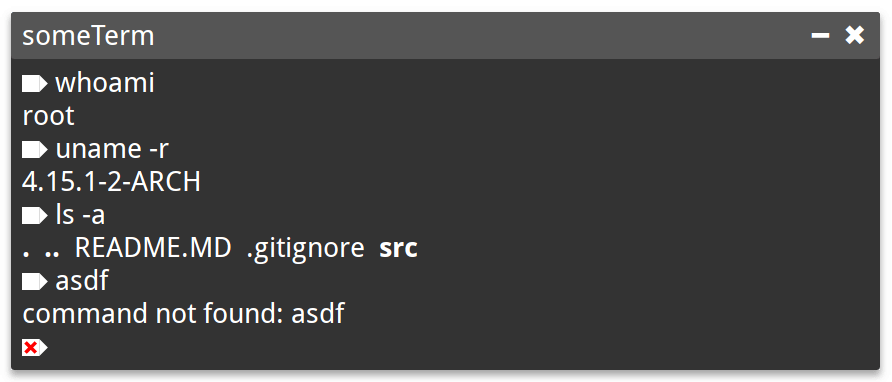 someTerm
whoami
root
uname -r
4.15.1-2-ARCH
ls -a
. .. README.MD .gitignore src
asdf
command not found: asdf